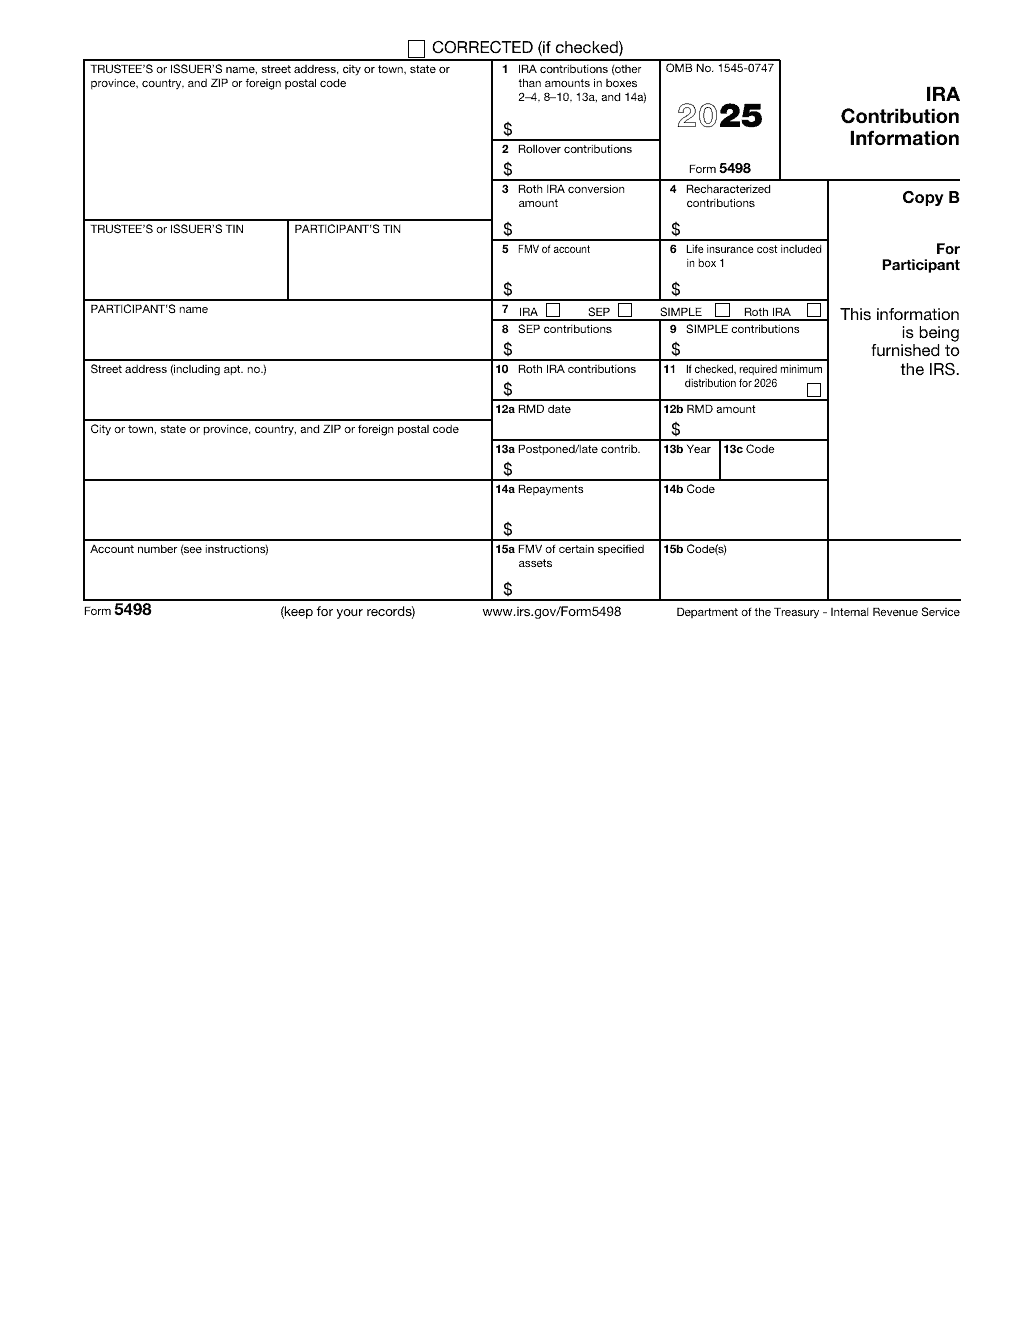 CORRECTED (if checked)
TRUSTEE'S or ISSUER'S name, street address, city or town, state or
province, country, and ZIP or foreign postal code
1 IRA contributions (other
than amounts in boxes
2–4, 8–10, 13a, and 14a)
$
OMB No. 1545-0747
2025
Form 5498
IRA
Contribution
Information
2 Rollover contributions
$
3 Roth IRA conversion
amount
$
4 Recharacterized
contributions
$
Copy B
For
Participant
This information
is being
furnished to
the IRS.
TRUSTEE'S or ISSUER'S TIN
PARTICIPANT'S TIN
5 FMV of account
$
6 Life insurance cost included
in box 1
$
PARTICIPANT'S name
7 IRA SEP SIMPLE Roth IRA
8 SEP contributions
$
9 SIMPLE contributions
$
Street address (including apt. no.)
10 Roth IRA contributions
$
11 If checked, required minimum
distribution for 2026
12a RMD date
12b RMD amount
$
City or town, state or province, country, and ZIP or foreign postal code
13a Postponed/late contrib.
$
13b Year
13c Code
14a Repayments
$
14b Code
Account number (see instructions)
15a FMV of certain specified
assets
$
15b Code(s)
Form 5498 (keep for your records) www.irs.gov/Form5498 Department of the Treasury - Internal Revenue Service